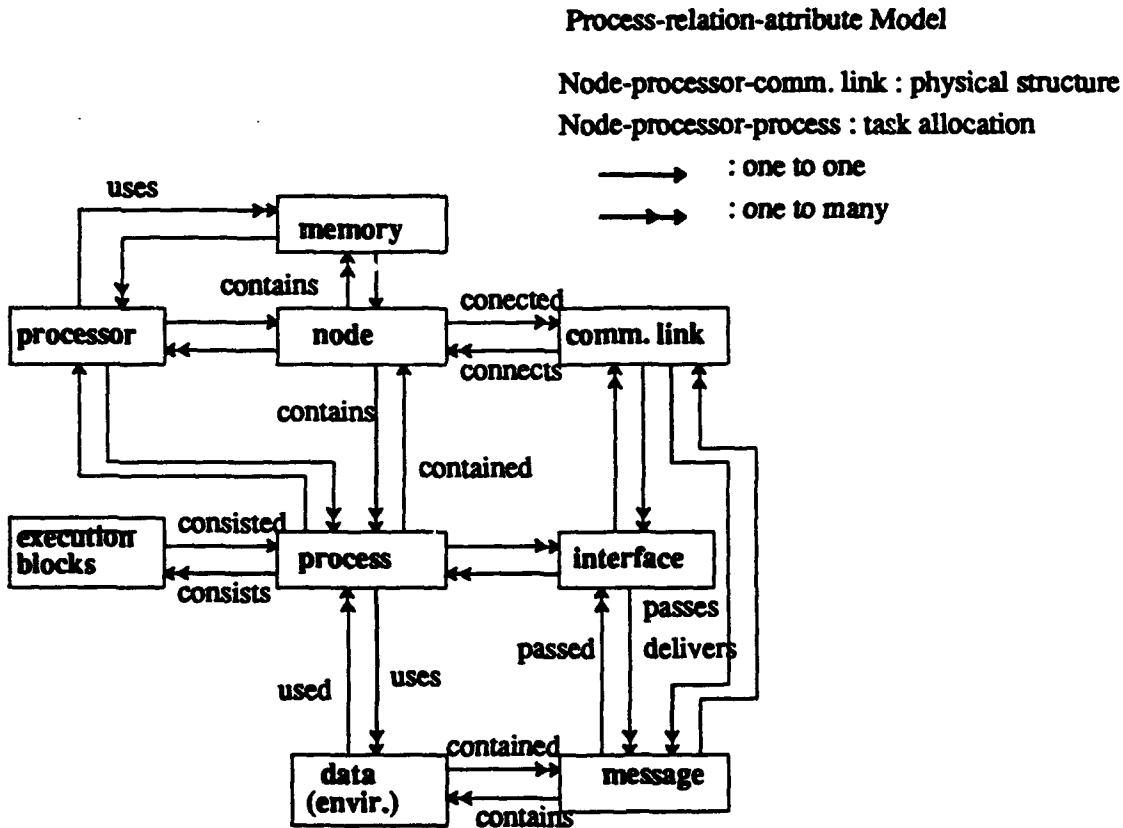 Process-relation-attribute Model
Node-processor-comm. link : physical structure
Node-processor-process : task allocation
: one to one
: one to many
uses
memory
contains
processor
node
conected
comm. link
connects
contains
contained
execution
blocks
consisted
process
interface
consists
passes
passed
delivers
used
uses
contained
data
(envir.)
message
contains